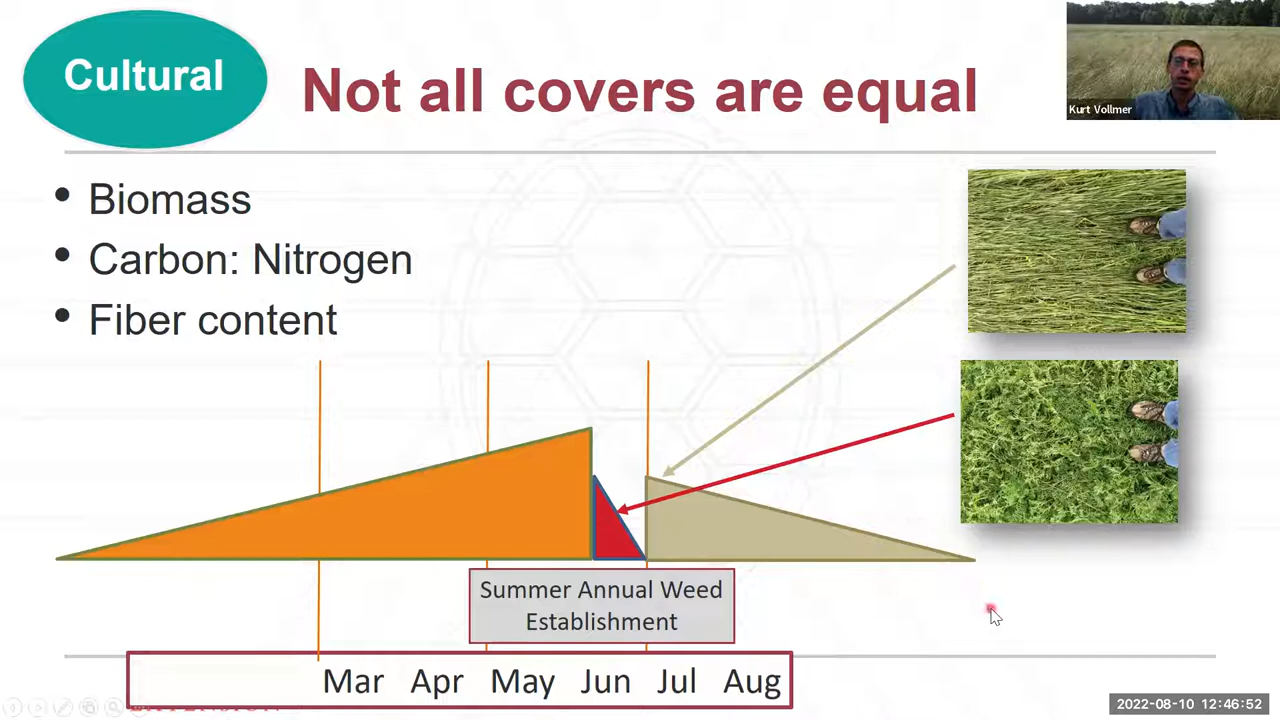 Cultural
Not all covers are equal
Kurt Vollmer
• Biomass
• Carbon: Nitrogen
• Fiber content
Summer Annual Weed
Establishment
Mar Apr May Jun Jul Aug
2022-08-10 12:46:52